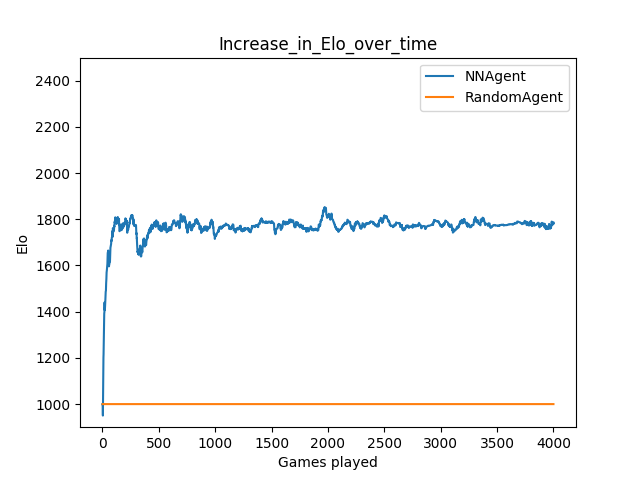 Increase_in_Elo_over_time
NNAgent
RandomAgent
2400
2200
2000
1800
1600
1400
1200
1000
Elo
0 500 1000 1500 2000 2500 3000 3500 4000
Games played